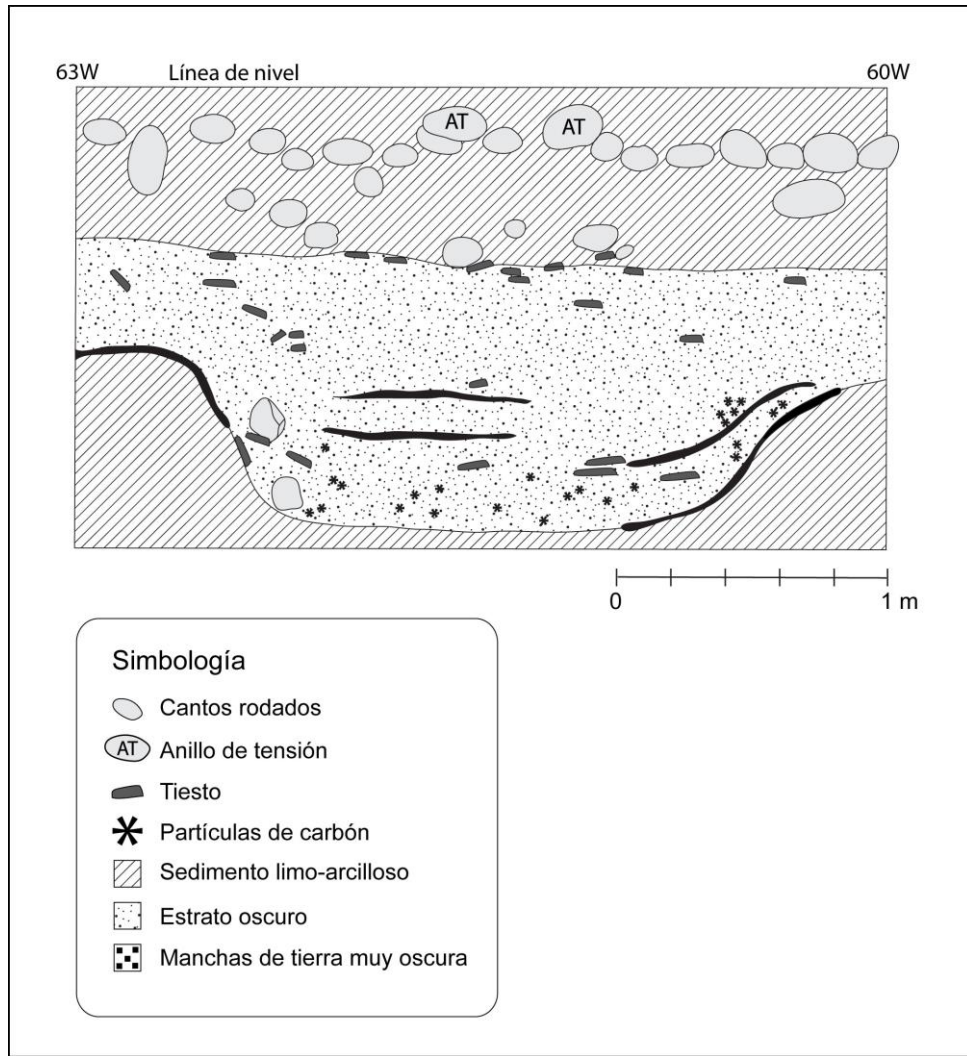 63W Línea de nivel 60W
AT AT
0 1 m
Simbología
Cantos rodados
AT Anillo de tensión
Tiesto
Partículas de carbón
Sedimento limo-arcilloso
Estrato oscuro
Manchas de tierra muy oscura